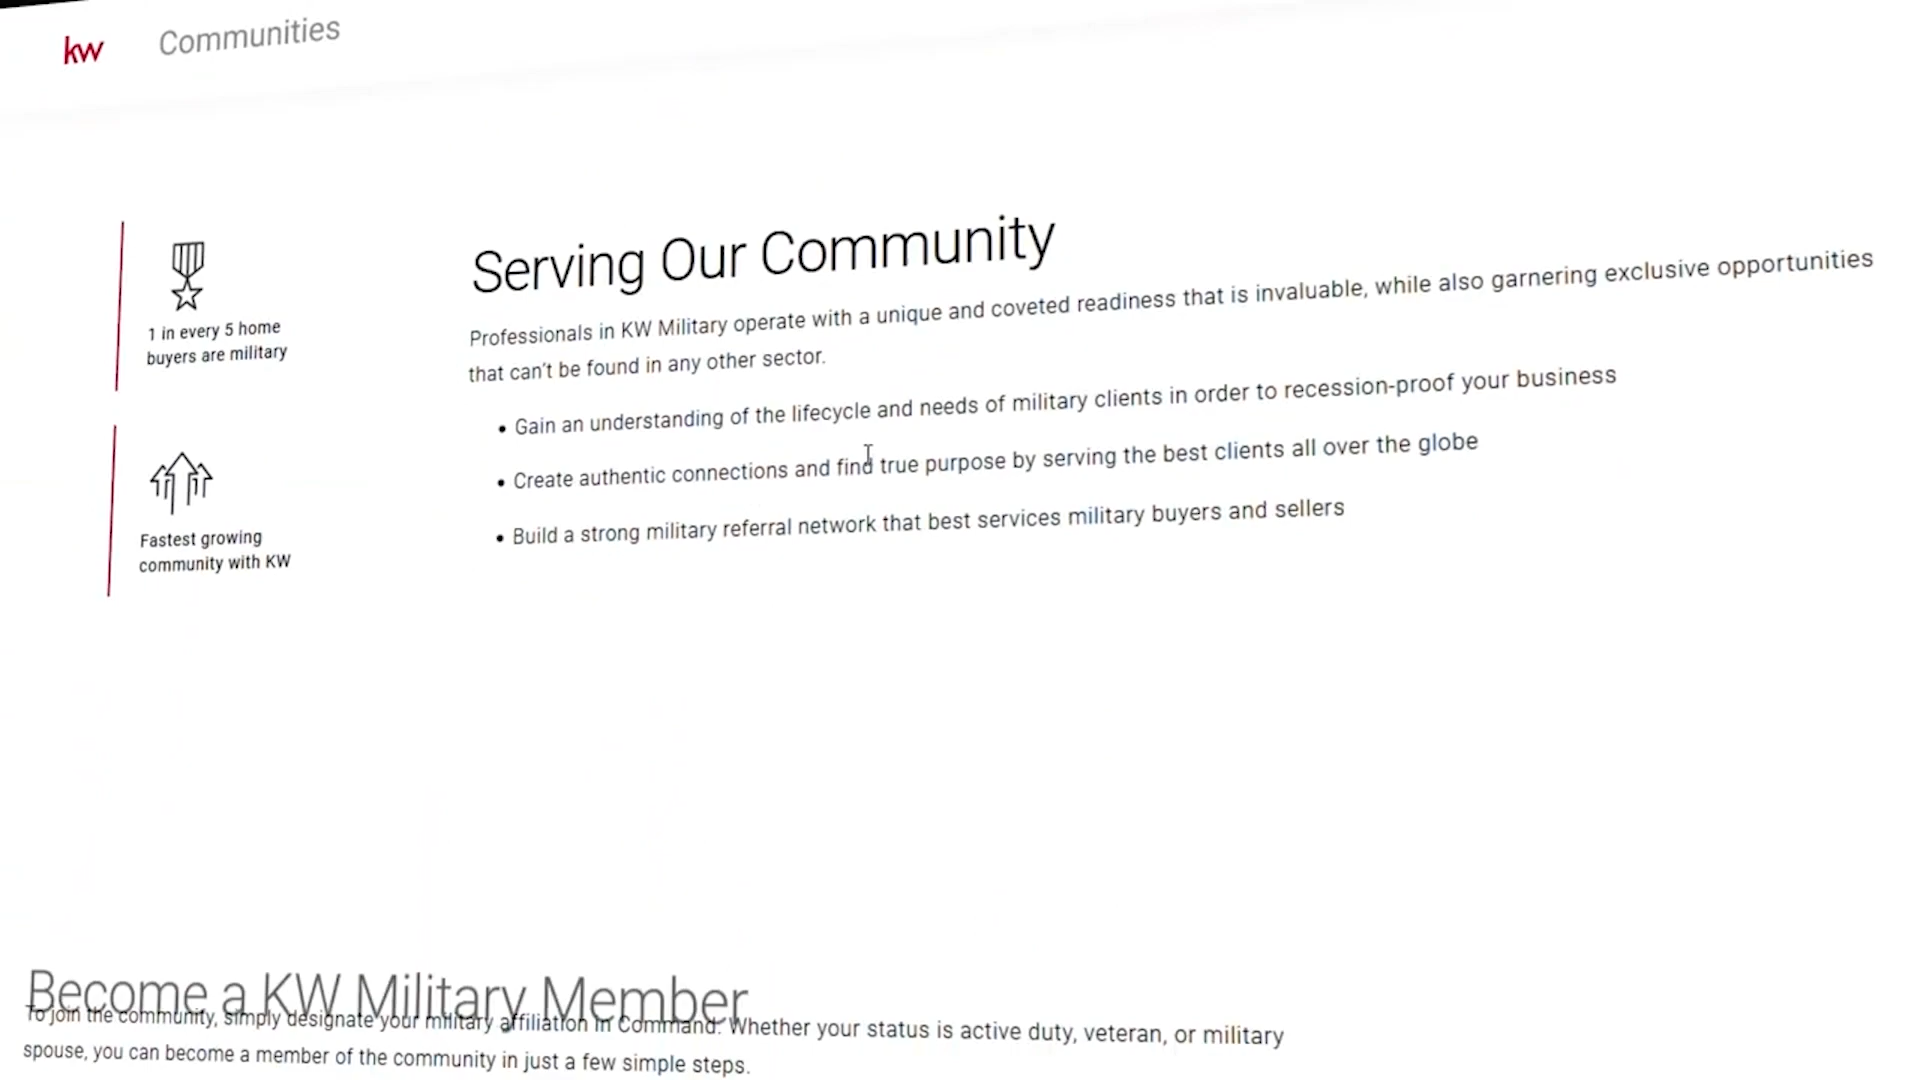 kw Communities
1 in every 5 home
buyers are military
Fastest growing
community with KW
Serving Our Community
Professionals in KW Military operate with a unique and coveted readiness that is invaluable, while also garnering exclusive opportunities
that can't be found in any other sector.
• Gain an understanding of the lifecycle and needs of military clients in order to recession-proof your business
• Create authentic connections and find true purpose by serving the best clients all over the globe
• Build a strong military referral network that best services military buyers and sellers
Become a KW Military Member
To join the community, simply designate your military affiliation in Command. Whether your status is active duty, veteran, or military
spouse, you can become a member of the community in just a few simple steps.